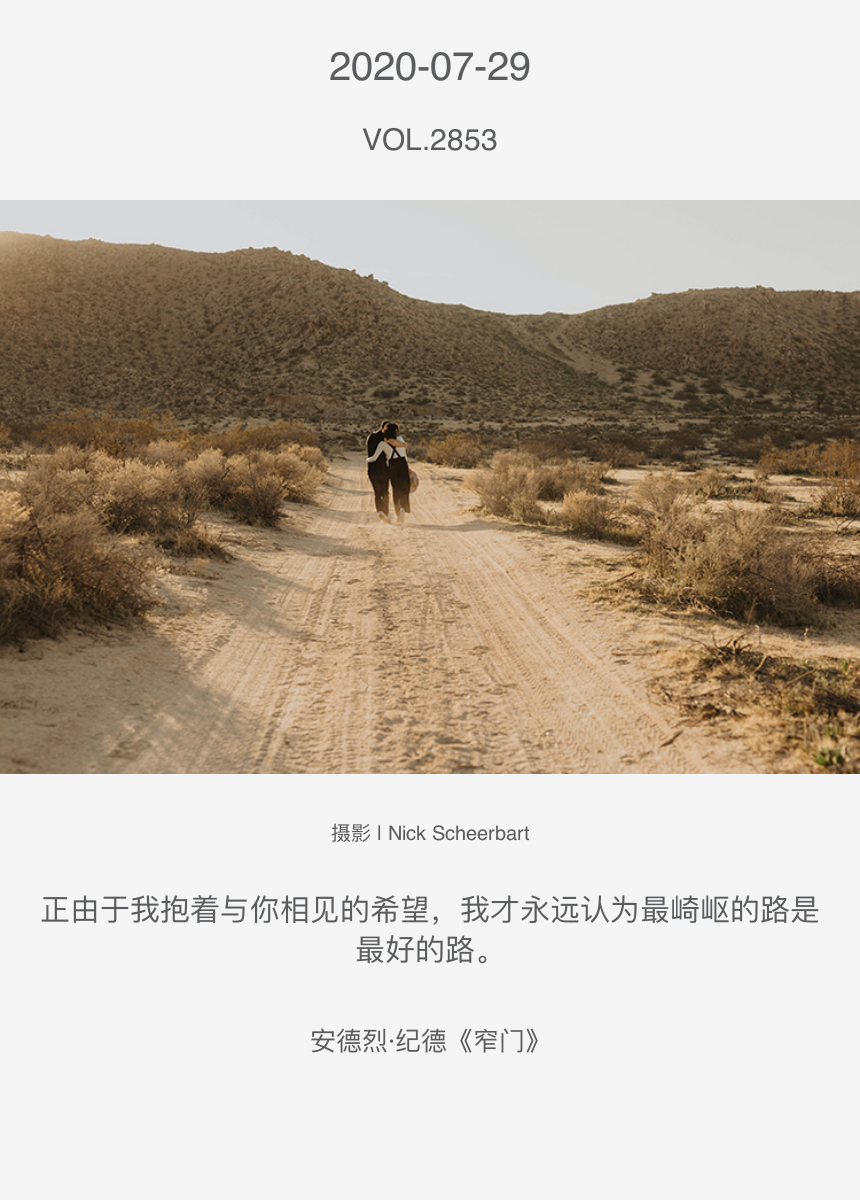 2020-07-29
VOL.2853
摄影 l Nick Scheerbart
正由于我抱着与你相见的希望，我才永远认为最崎岖的路是
最好的路。
安德烈·纪德《窄门》